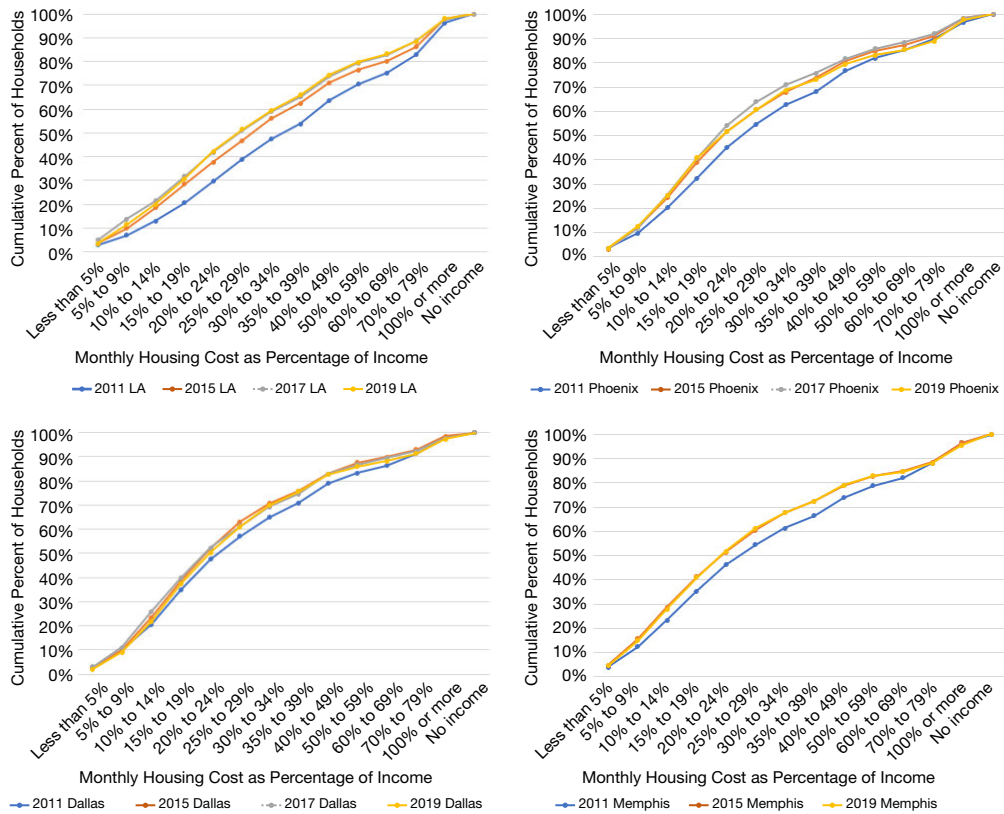 Cumulative Percent of Households
100%
90%
80%
70%
60%
50%
40%
30%
20%
10%
0%
Less than 5%
5% to 9%
10% to 14%
15% to 19%
20% to 24%
25% to 29%
30% to 34%
35% to 39%
40% to 49%
50% to 59%
60% to 69%
70% to 79%
100% or more
No income
Monthly Housing Cost as Percentage of Income
2011 LA 2015 LA 2017 LA 2019 LA
Cumulative Percent of Households
100%
90%
80%
70%
60%
50%
40%
30%
20%
10%
0%
Less than 5%
5% to 9%
10% to 14%
15% to 19%
20% to 24%
25% to 29%
30% to 34%
35% to 39%
40% to 49%
50% to 59%
60% to 69%
70% to 79%
100% or more
No income
Monthly Housing Cost as Percentage of Income
2011 Phoenix 2015 Phoenix 2017 Phoenix 2019 Phoenix
Cumulative Percent of Households
100%
90%
80%
70%
60%
50%
40%
30%
20%
10%
0%
Less than 5%
5% to 9%
10% to 14%
15% to 19%
20% to 24%
25% to 29%
30% to 34%
35% to 39%
40% to 49%
50% to 59%
60% to 69%
70% to 79%
100% or more
No income
Monthly Housing Cost as Percentage of Income
2011 Dallas 2015 Dallas 2017 Dallas 2019 Dallas
Cumulative Percent of Households
100%
90%
80%
70%
60%
50%
40%
30%
20%
10%
0%
Less than 5%
5% to 9%
10% to 14%
15% to 19%
20% to 24%
25% to 29%
30% to 34%
35% to 39%
40% to 49%
50% to 59%
60% to 69%
70% to 79%
100% or more
No income
Monthly Housing Cost as Percentage of Income
2011 Memphis 2015 Memphis 2019 Memphis